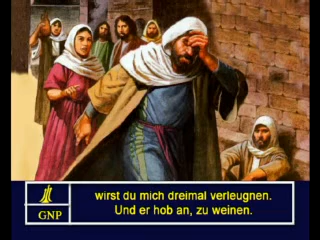 wirst du mich dreimal verleugnen.
Und er hob an, zu weinen.
GNP